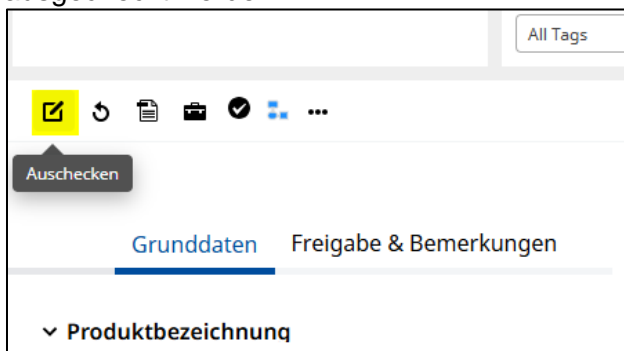 All Tags
Auschecken
Grunddaten Freigabe & Bemerkungen
Produktbezeichnung